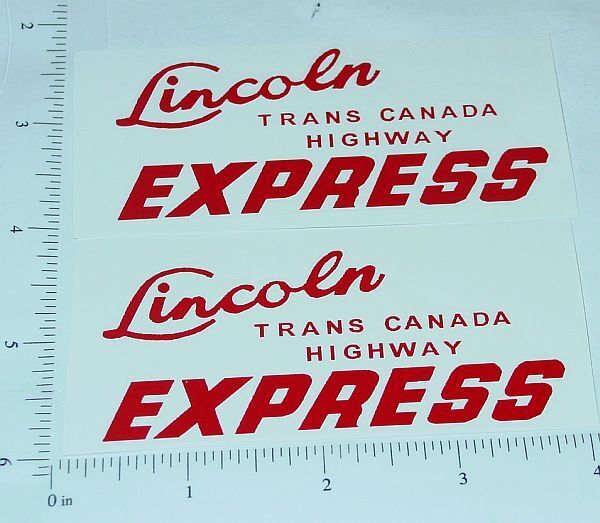 2
Lincoln
TRANS CANADA
HIGHWAY
3
EXPRESS
4
Lincoln
TRANS CANADA
HIGHWAY
5
EXPRESS
6
0 in 1 2 3 4